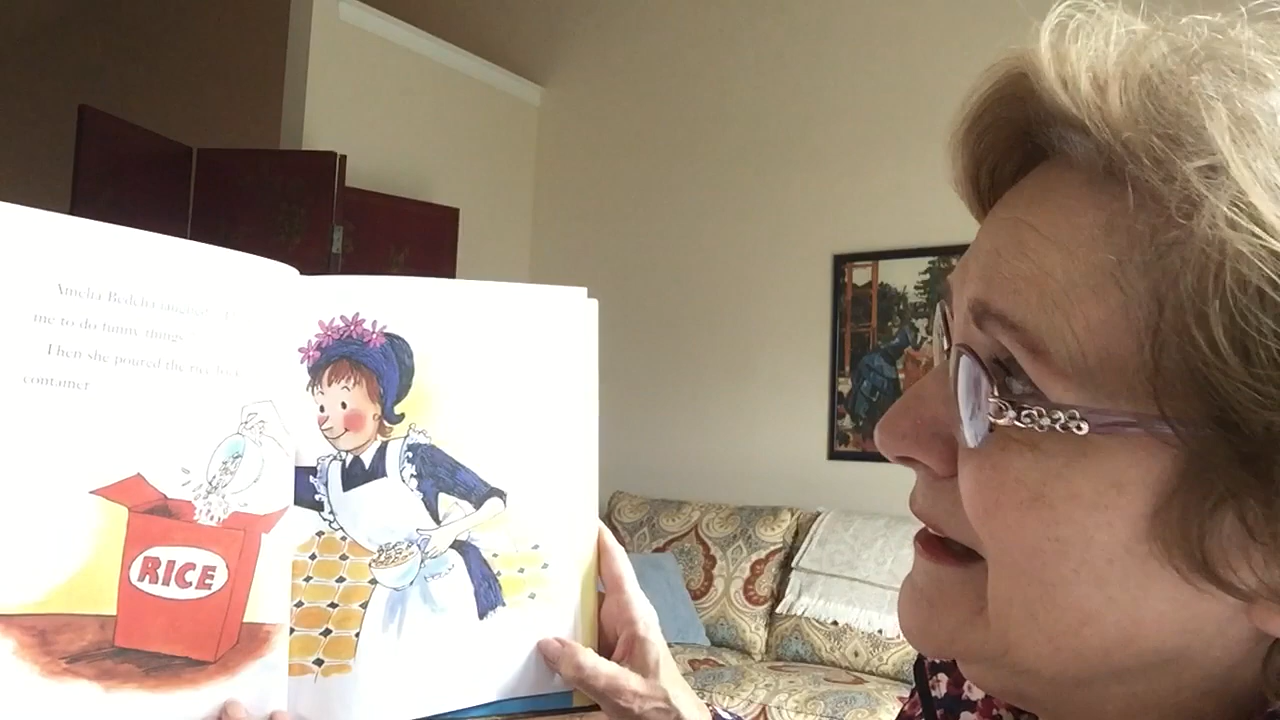 Amelia Bedelia
me to do funny things.
Then she poured the rice
container.
RICE